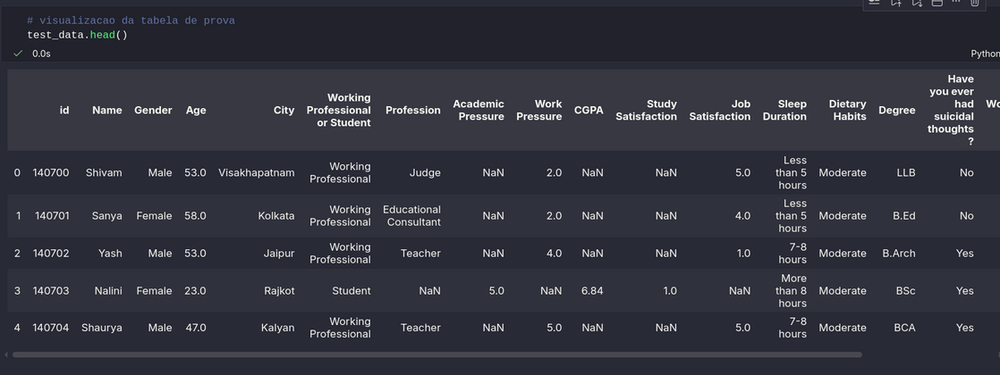 # visualizacao da tabela de prova
test_data.head()
0.0s
Python
id Name Gender Age City Working Professional or Student Profession Academic Pressure Work Pressure CGPA Study Satisfaction Job Satisfaction Sleep Duration Dietary Habits Degree Have you ever had suicidal thoughts ?
0 140700 Shivam Male 53.0 Visakhapatnam Working Professional Judge NaN 2.0 NaN NaN 5.0 Less than 5 hours Moderate LLB No
1 140701 Sanya Female 58.0 Kolkata Working Professional Educational Consultant NaN 2.0 NaN NaN 4.0 Less than 5 hours Moderate B.Ed No
2 140702 Yash Male 53.0 Jaipur Working Professional Teacher NaN 4.0 NaN NaN 1.0 7-8 hours Moderate B.Arch Yes
3 140703 Nalini Female 23.0 Rajkot Student NaN 5.0 NaN 6.84 1.0 NaN More than 8 hours Moderate BSc Yes
4 140704 Shaurya Male 47.0 Kalyan Working Professional Teacher NaN 5.0 NaN NaN 5.0 7-8 hours Moderate BCA Yes